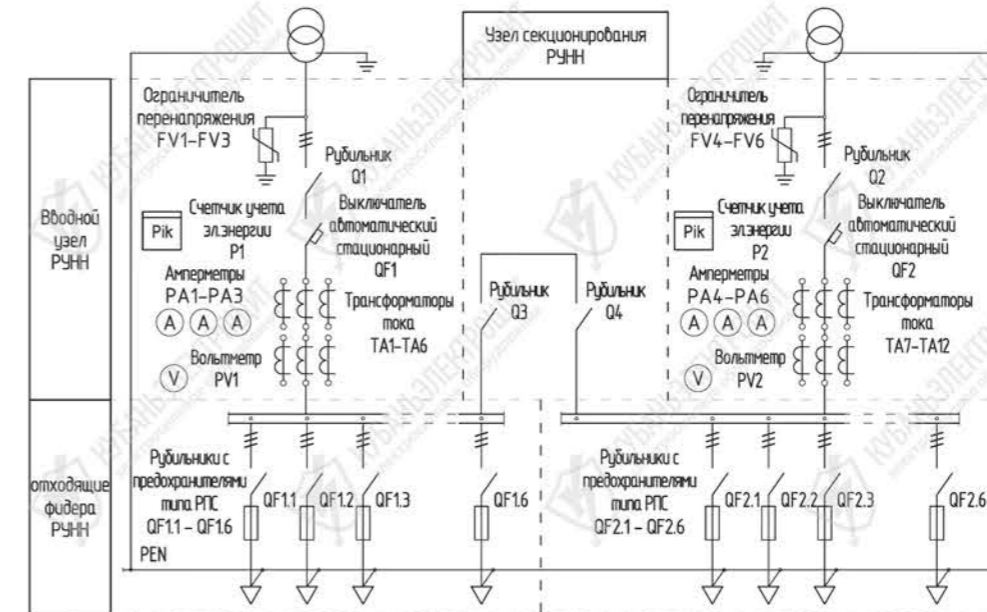 Узел секционирования
РУНН
Вводной
узел
РУНН
Ограничитель
перенапряжения
FV1-FV3
Рубильник
Q1
Счетчик учета
эл.энергии
P1
Pik
Выключатель
автоматический
стационарный
QF1
Амперметры
PA1-PA3
A A A
Трансформаторы
тока
TA1-TA6
Вольтметр
PV1
V
Рубильник
Q3
Рубильник
Q4
Ограничитель
перенапряжения
FV4-FV6
Рубильник
Q2
Счетчик учета
эл.энергии
P2
Pik
Выключатель
автоматический
стационарный
QF2
Амперметры
PA4-PA6
A A A
Трансформаторы
тока
TA7-TA12
Вольтметр
PV2
V
отходящие
фидера
РУНН
Рубильники с
предохранителями
типа РПС
QF1.1 - QF1.6
QF1.1
QF1.2
QF1.3
QF1.6
PEN
Рубильники с
предохранителями
типа РПС
QF2.1 - QF2.6
QF2.1
QF2.2
QF2.3
QF2.6
КУБАНЬЭЛЕКТРОЩИТ